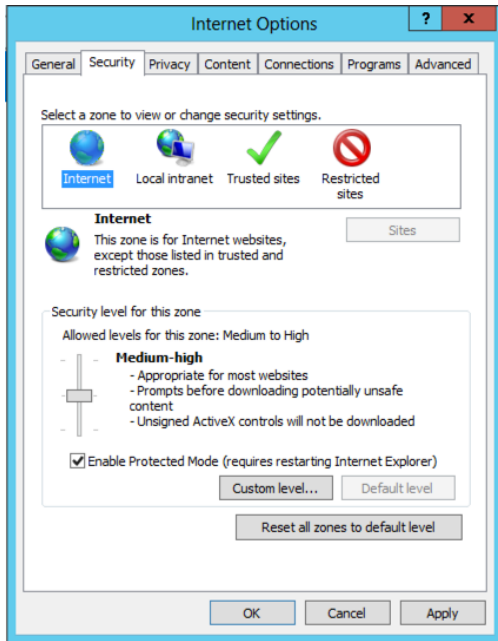 Internet Options
? x
General Security Privacy Content Connections Programs Advanced
Select a zone to view or change security settings.
Internet Local intranet Trusted sites Restricted
sites
Internet
Sites
This zone is for Internet websites,
except those listed in trusted and
restricted zones.
Security level for this zone
Allowed levels for this zone: Medium to High
Medium-high
- Appropriate for most websites
- Prompts before downloading potentially unsafe
content
- Unsigned ActiveX controls will not be downloaded
Enable Protected Mode (requires restarting Internet Explorer)
Custom level... Default level
Reset all zones to default level
OK Cancel Apply